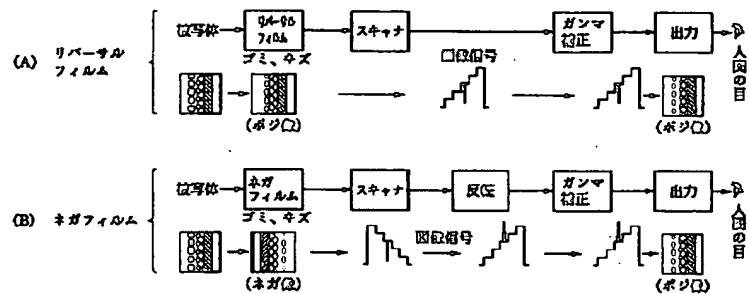 (A) リバーサル
フィルム
被写体
リバーサル
フィルム
スキャナ
ガンマ
補正
出力
人間の目
ゴミ、キズ
画像信号
(ポジ像)
(ポジ像)
(B) ネガフィルム
被写体
ネガ
フィルム
スキャナ
反転
ガンマ
補正
出力
人間の目
ゴミ、キズ
画像信号
(ネガ像)
(ポジ像)